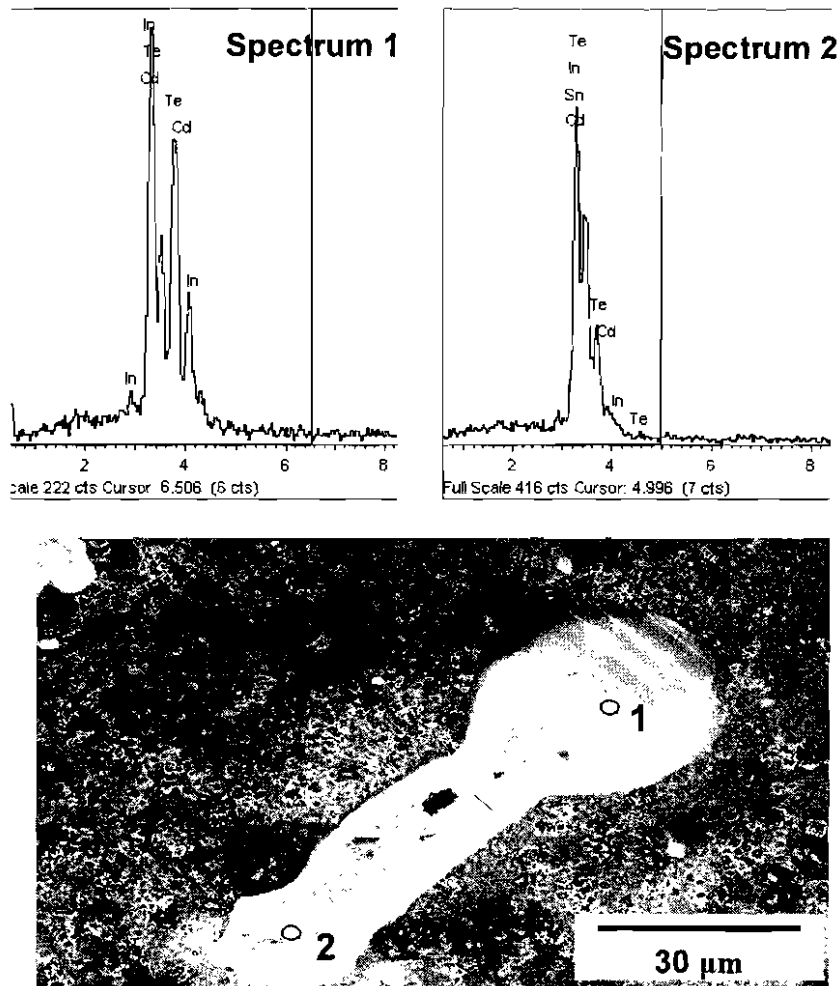 Spectrum 1
In
Te
Cd
Te
Cd
In
In
2 4 6 8
cale 222 cts Cursor 6.506 (6 cts)
Spectrum 2
Te
In
Sn
Cd
Te
Cd
In
Te
2 4 6 8
Full Scale 416 cts Cursor: 4.996 (7 cts)
1
2
30 µm